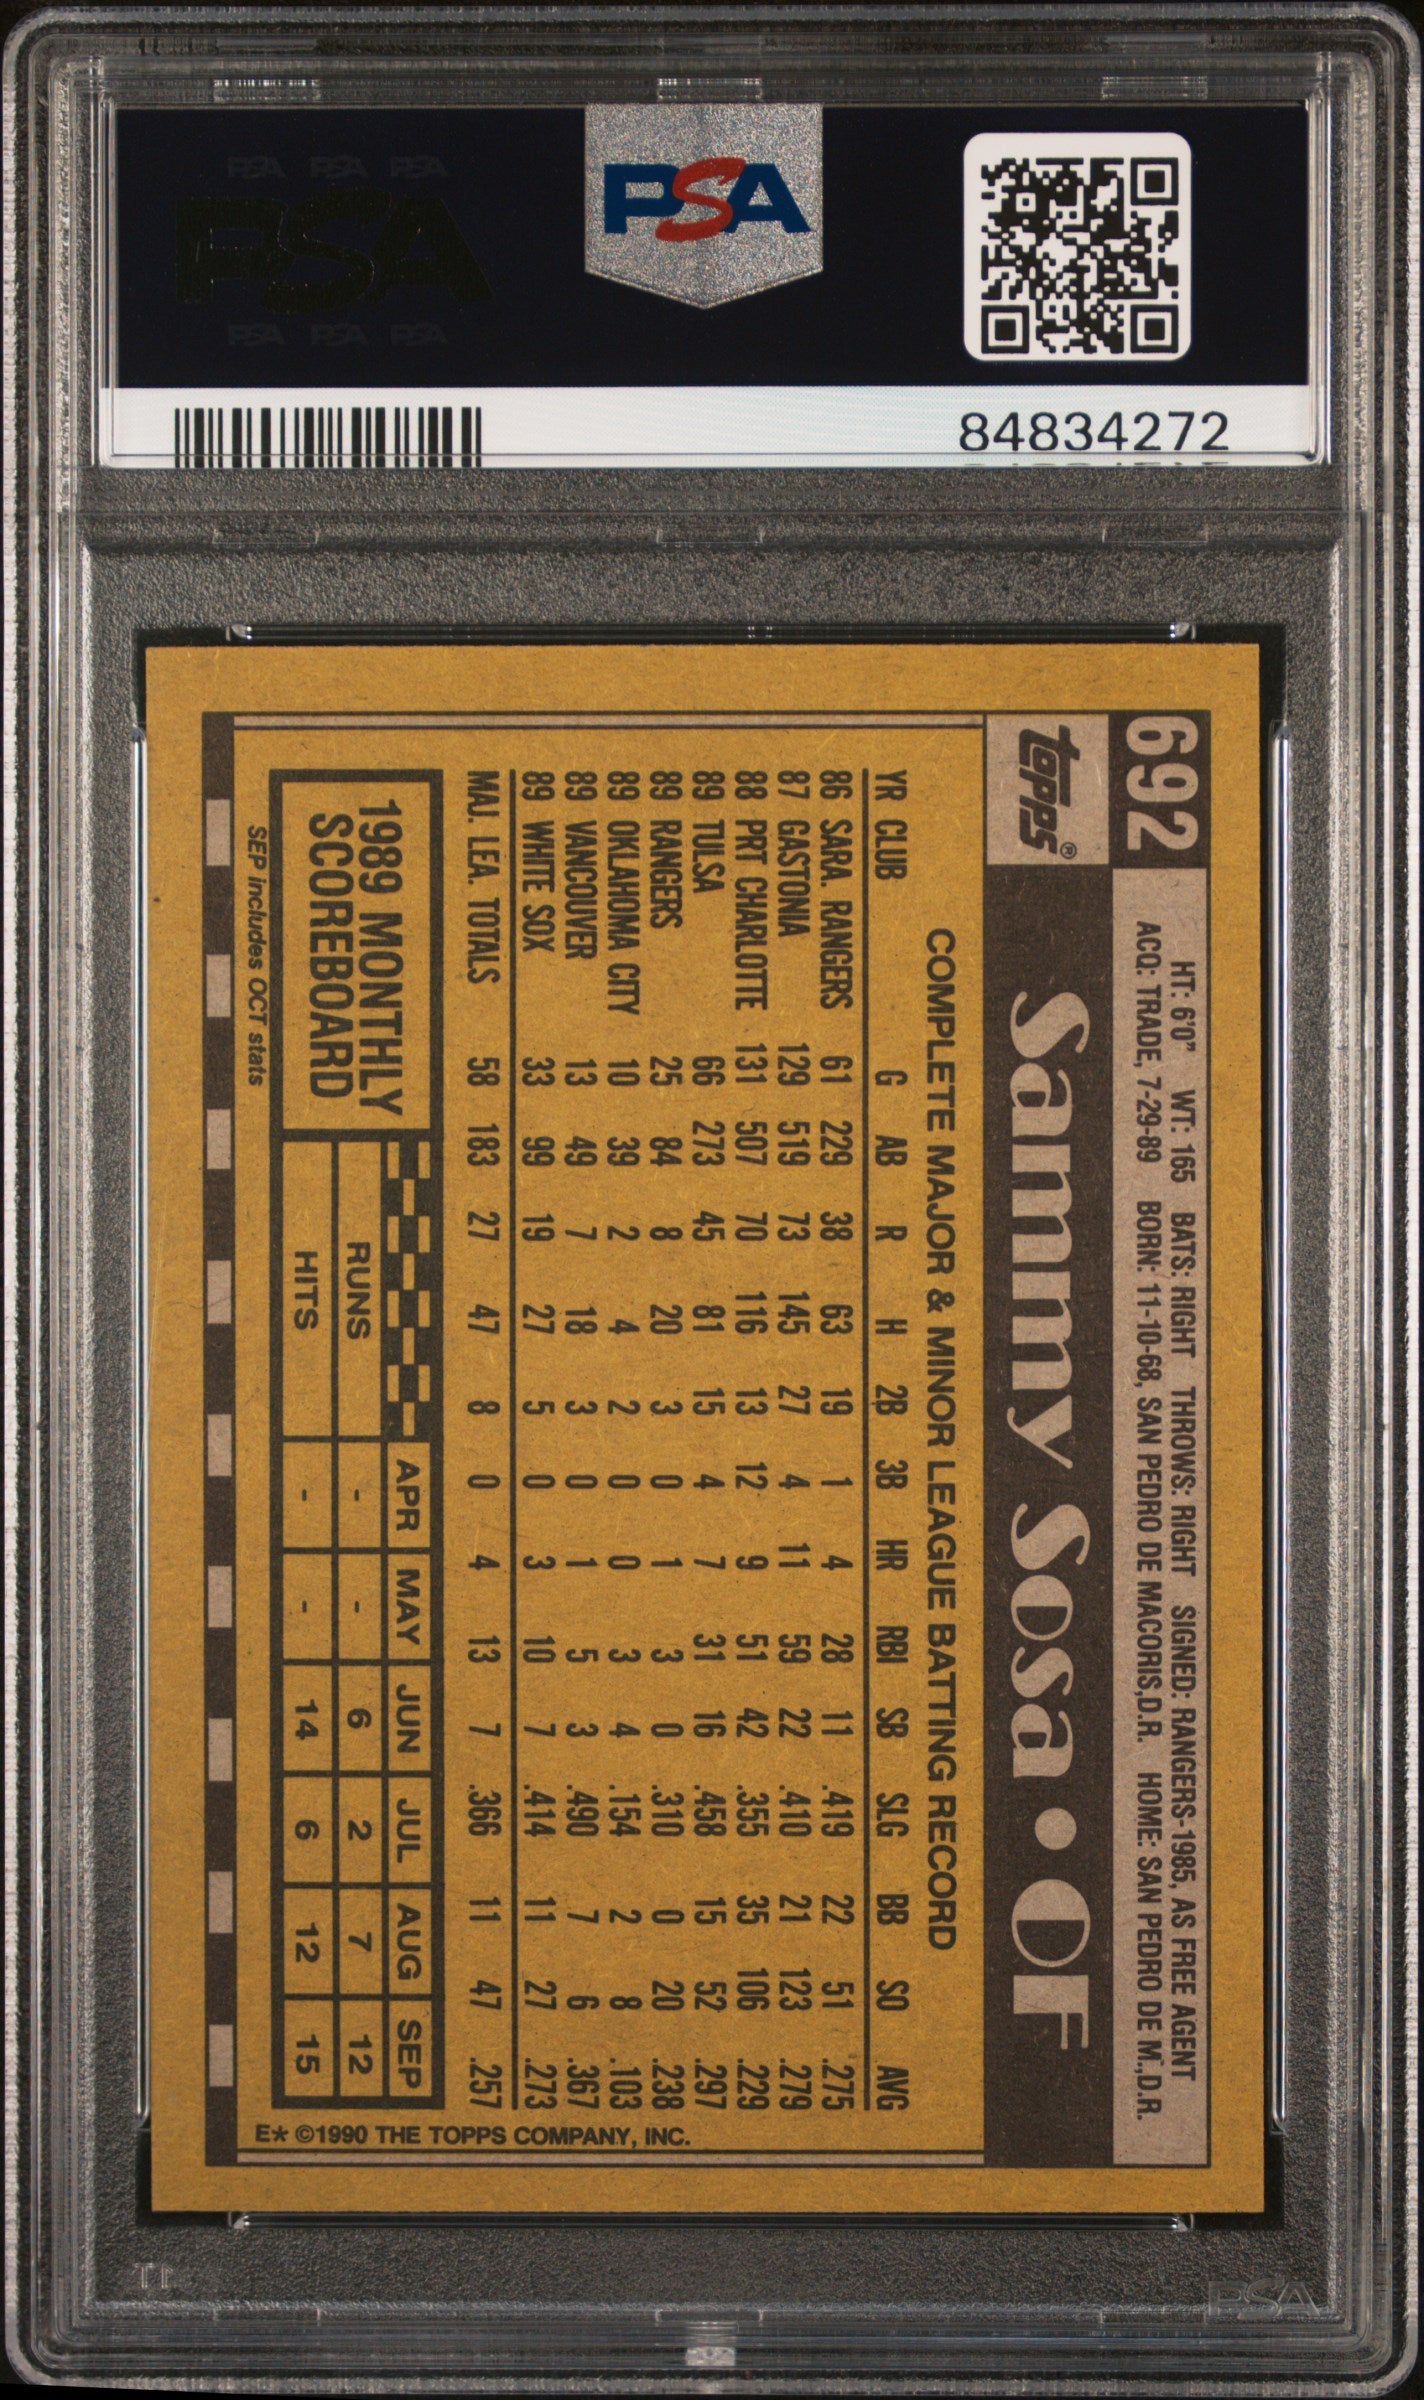 PSA PSA PSA
PSA
PSA PSA PSA
PSA
84834272
692
topps®
HT: 6'0" WT: 165 BATS: RIGHT THROWS: RIGHT SIGNED: RANGERS-1985, AS FREE AGENT
ACQ: TRADE, 7-29-89 BORN: 11-10-68, SAN PEDRO DE MACORIS,D.R. HOME: SAN PEDRO DE M.,D.R.
Sammy Sosa • OF
COMPLETE MAJOR & MINOR LEAGUE BATTING RECORD
YR CLUB G AB R H 2B 3B HR RBI SB SLG BB SO AVG
86 SARA. RANGERS 61 229 38 63 19 1 4 28 11 .419 22 51 .275
87 GASTONIA 129 519 73 145 27 4 11 59 22 .410 21 123 .279
88 PRT CHARLOTTE 131 507 70 116 13 12 9 51 42 .355 35 106 .229
89 TULSA 66 273 45 81 15 4 7 31 16 .458 15 52 .297
89 RANGERS 25 84 8 20 3 0 1 3 0 .310 0 20 .238
89 OKLAHOMA CITY 10 39 2 4 2 0 0 3 4 .154 2 8 .103
89 VANCOUVER 13 49 7 18 3 0 1 5 3 .490 7 6 .367
89 WHITE SOX 33 99 19 27 5 0 3 10 7 .414 11 27 .273
MAJ. LEA. TOTALS 58 183 27 47 8 0 4 13 7 .366 11 47 .257
1989 MONTHLY
SCOREBOARD
APR MAY JUN JUL AUG SEP
RUNS - - 6 2 7 12
HITS - - 14 6 12 15
SEP includes OCT stats
E* ©1990 THE TOPPS COMPANY, INC.
PSA